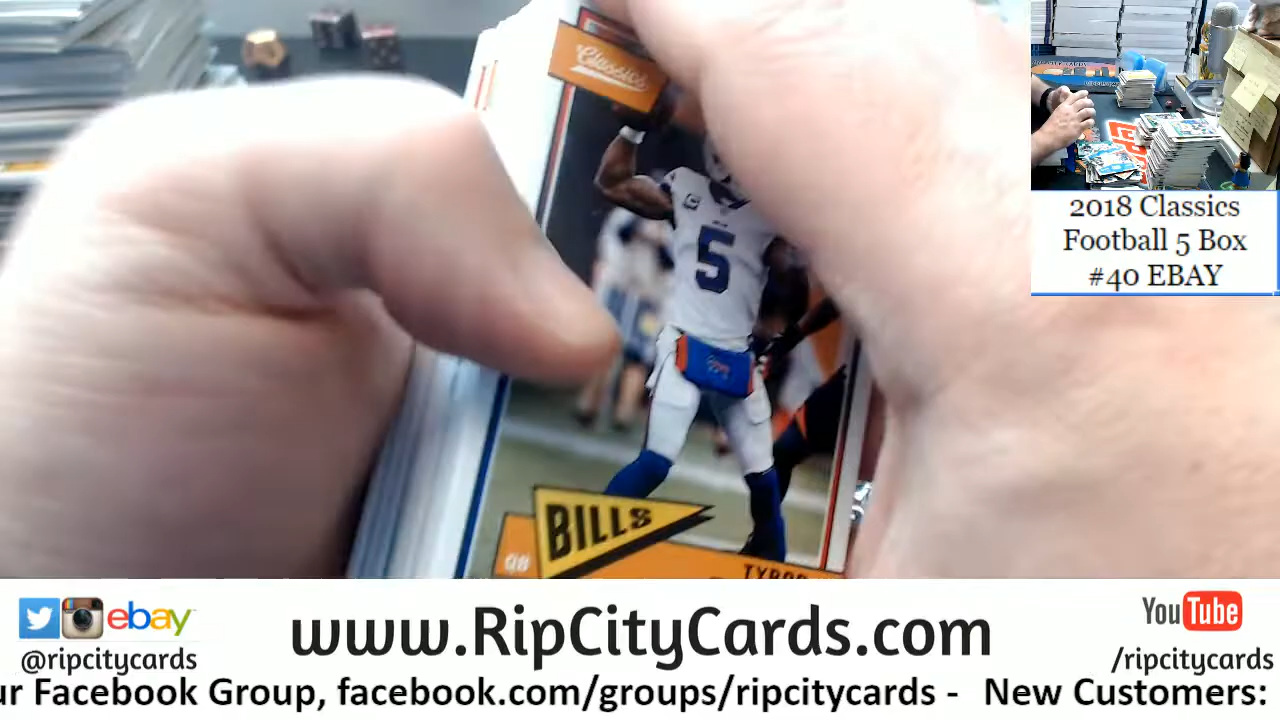 Classics
5
BILLS
QB
2018 Classics
Football 5 Box
#40 EBAY
ebay
@ripcitycards
www.RipCityCards.com
YouTube
/ripcitycards
ur Facebook Group, facebook.com/groups/ripcitycards - New Customers: